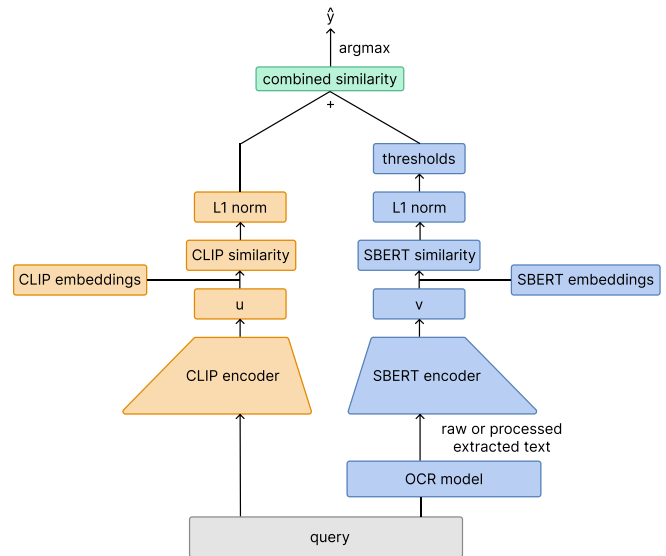 ŷ
argmax
combined similarity
+
thresholds
L1 norm
L1 norm
CLIP similarity
SBERT similarity
CLIP embeddings
SBERT embeddings
u
v
CLIP encoder
SBERT encoder
raw or processed
extracted text
OCR model
query